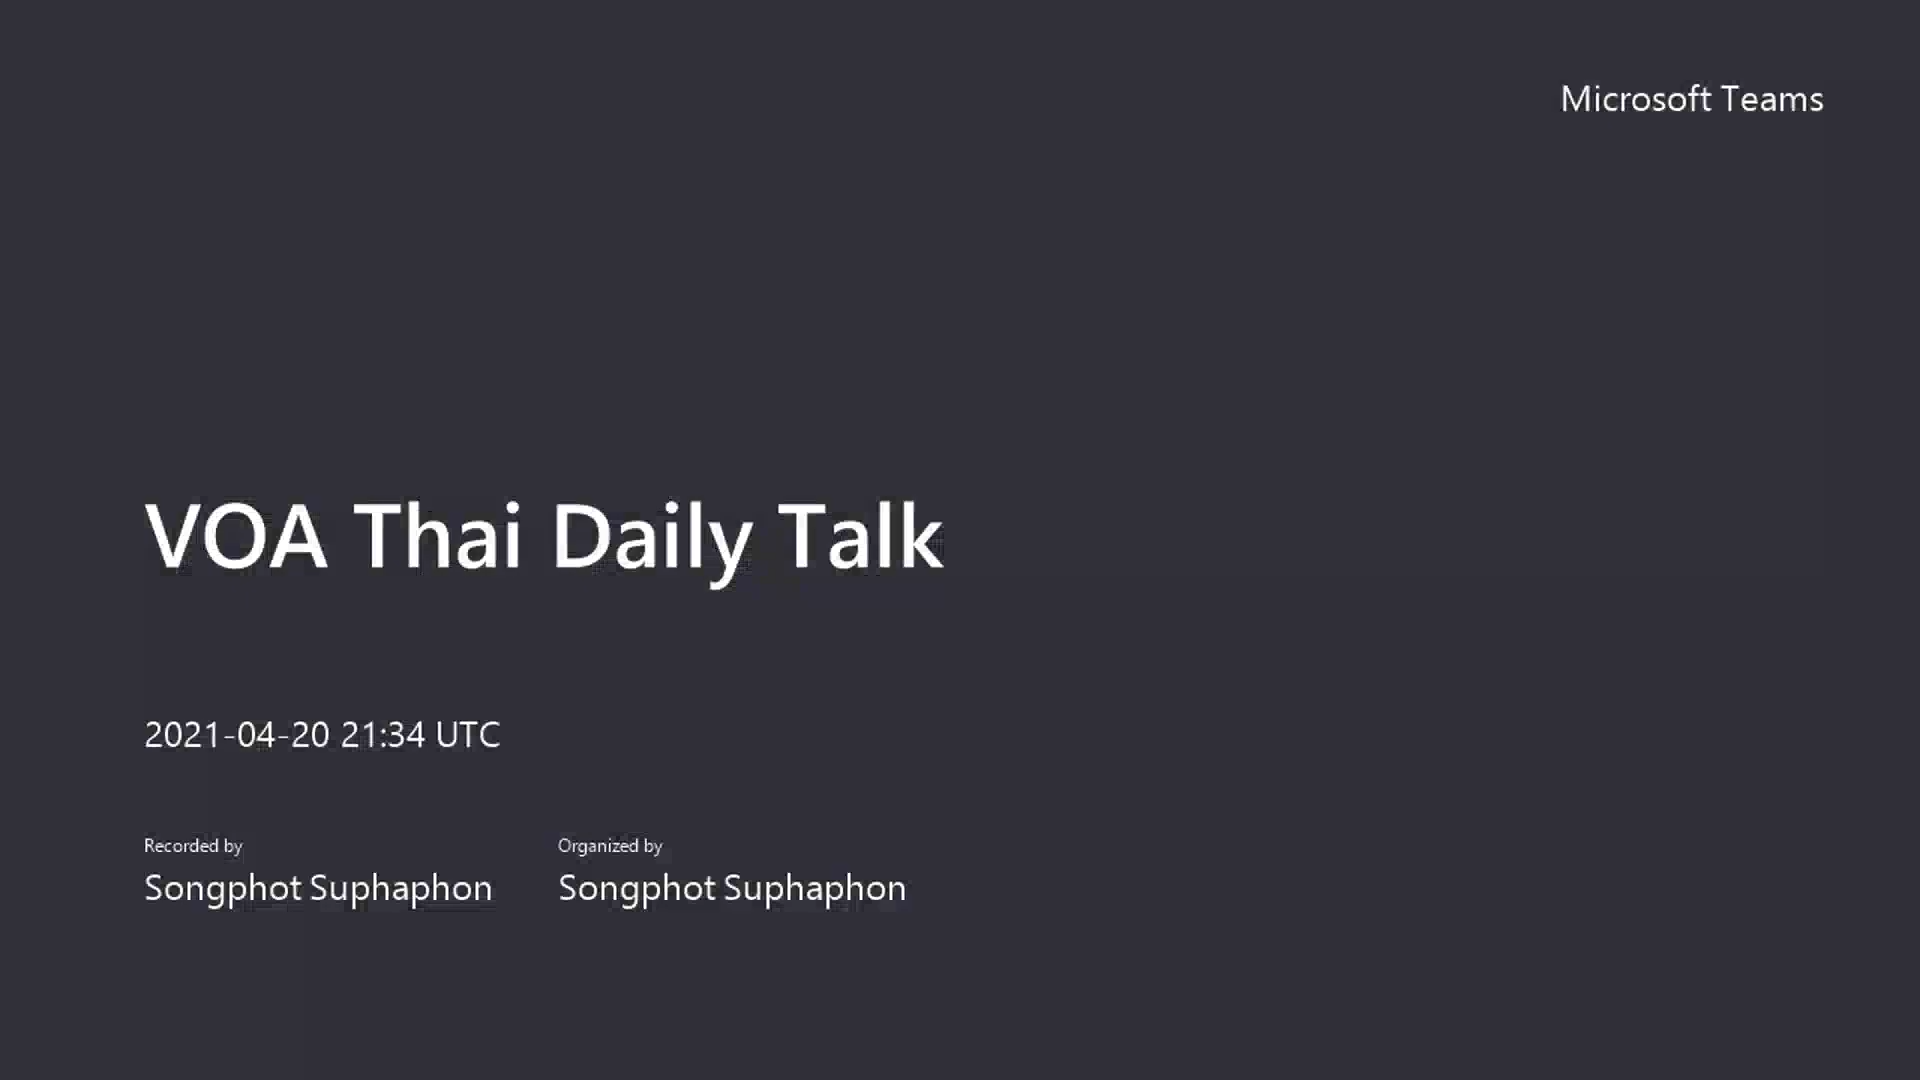 Microsoft Teams
VOA Thai Daily Talk
2021-04-20 21:34 UTC
Recorded by
Songphot Suphaphon
Organized by
Songphot Suphaphon